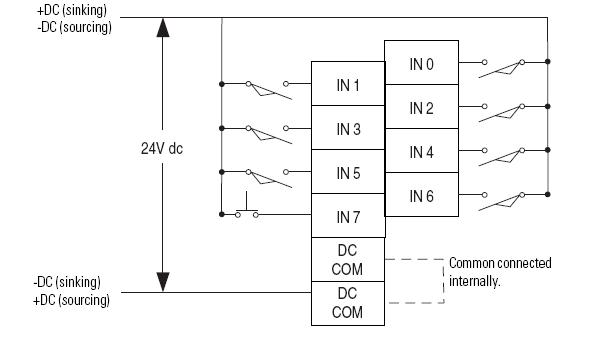 +DC (sinking)
-DC (sourcing)
IN 0
IN 1
IN 2
IN 3
24V dc
IN 4
IN 5
IN 6
IN 7
DC
COM
Common connected
internally.
-DC (sinking)
+DC (sourcing)
DC
COM